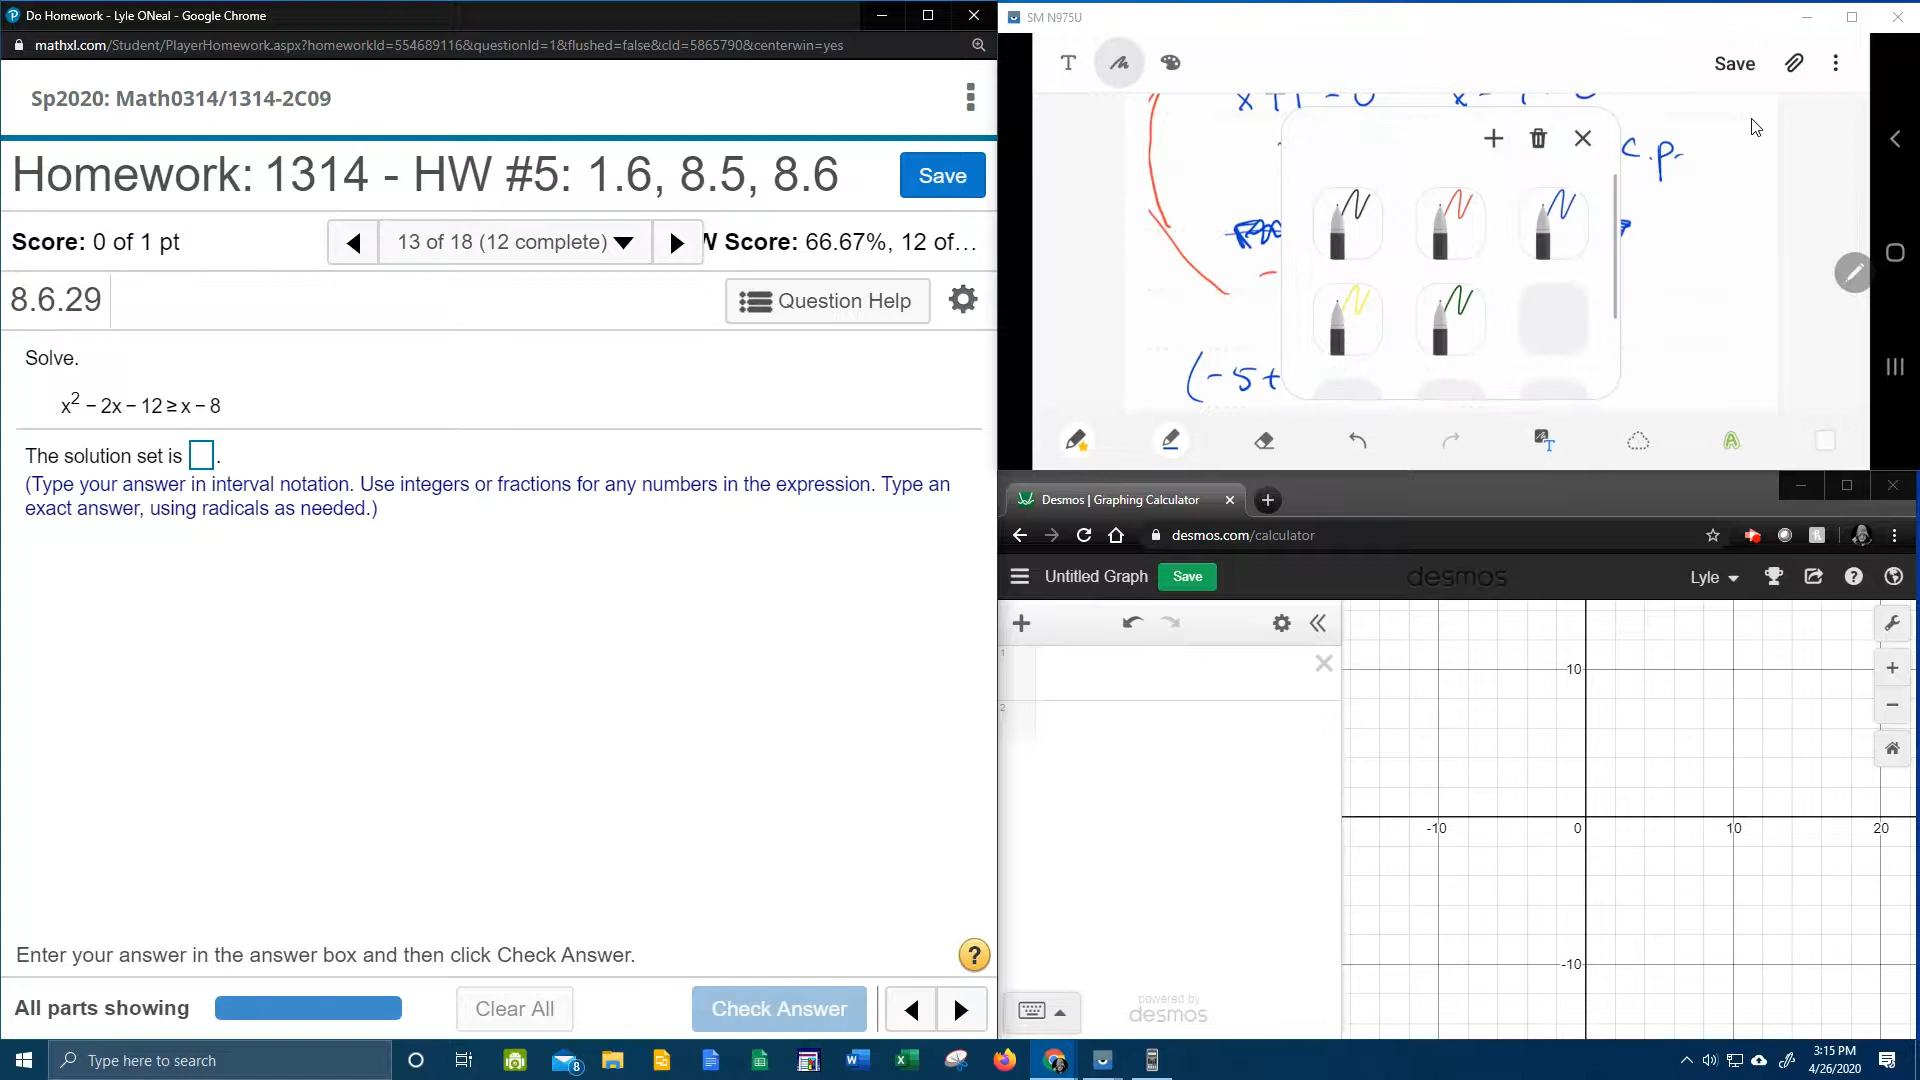 Do Homework - Lyle ONeal - Google Chrome
mathxl.com/Student/PlayerHomework.aspx?homeworkId=554689116&questionId=1&flushed=false&cId=5865790&centerwin=yes
Sp2020: Math0314/1314-2C09
Homework: 1314 - HW #5: 1.6, 8.5, 8.6
Save
Score: 0 of 1 pt
13 of 18 (12 complete)
W Score: 66.67%, 12 of…
8.6.29
Question Help
Solve.
x² − 2x − 12 ≥ x − 8
The solution set is .
(Type your answer in interval notation. Use integers or fractions for any numbers in the expression. Type an
exact answer, using radicals as needed.)
Enter your answer in the answer box and then click Check Answer.
?
All parts showing
Clear All
Check Answer
SM N975U
T
Save
c.p.
(-5+
T
A
Desmos | Graphing Calculator
desmos.com/calculator
Untitled Graph
Save
desmos
Lyle
1
2
10
-10
0
10
20
-10
powered by
desmos
Type here to search
8
3:15 PM
4/26/2020